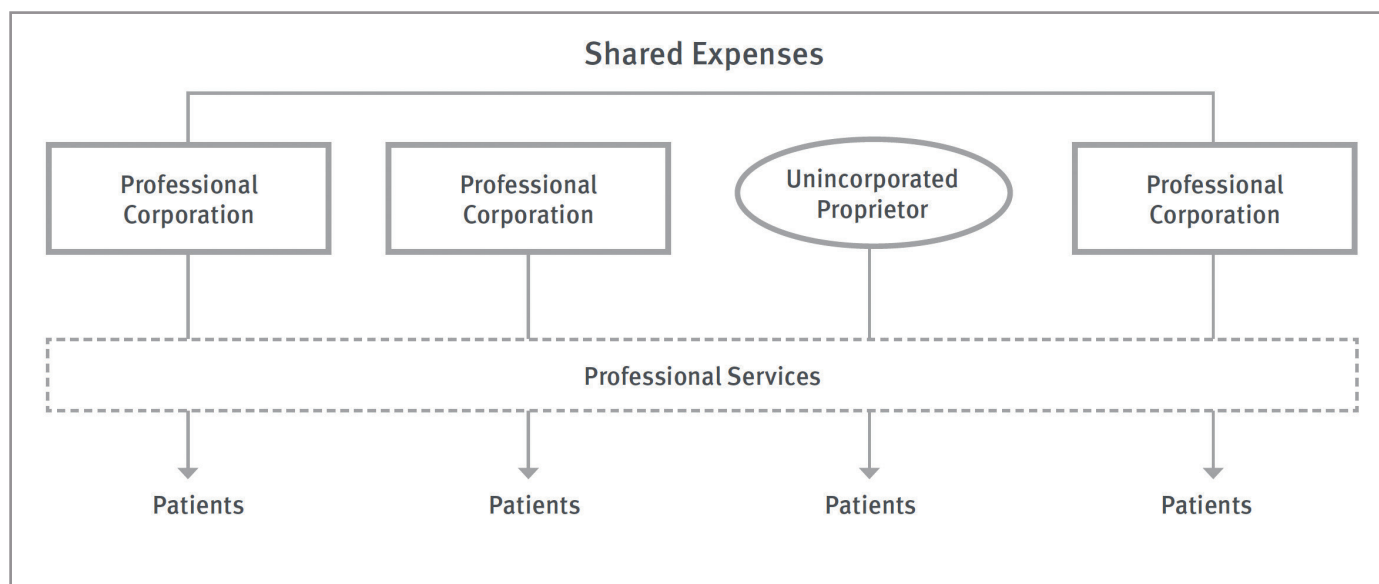 Shared Expenses
Professional
Corporation
Professional
Corporation
Unincorporated
Proprietor
Professional
Corporation
Professional Services
Patients
Patients
Patients
Patients